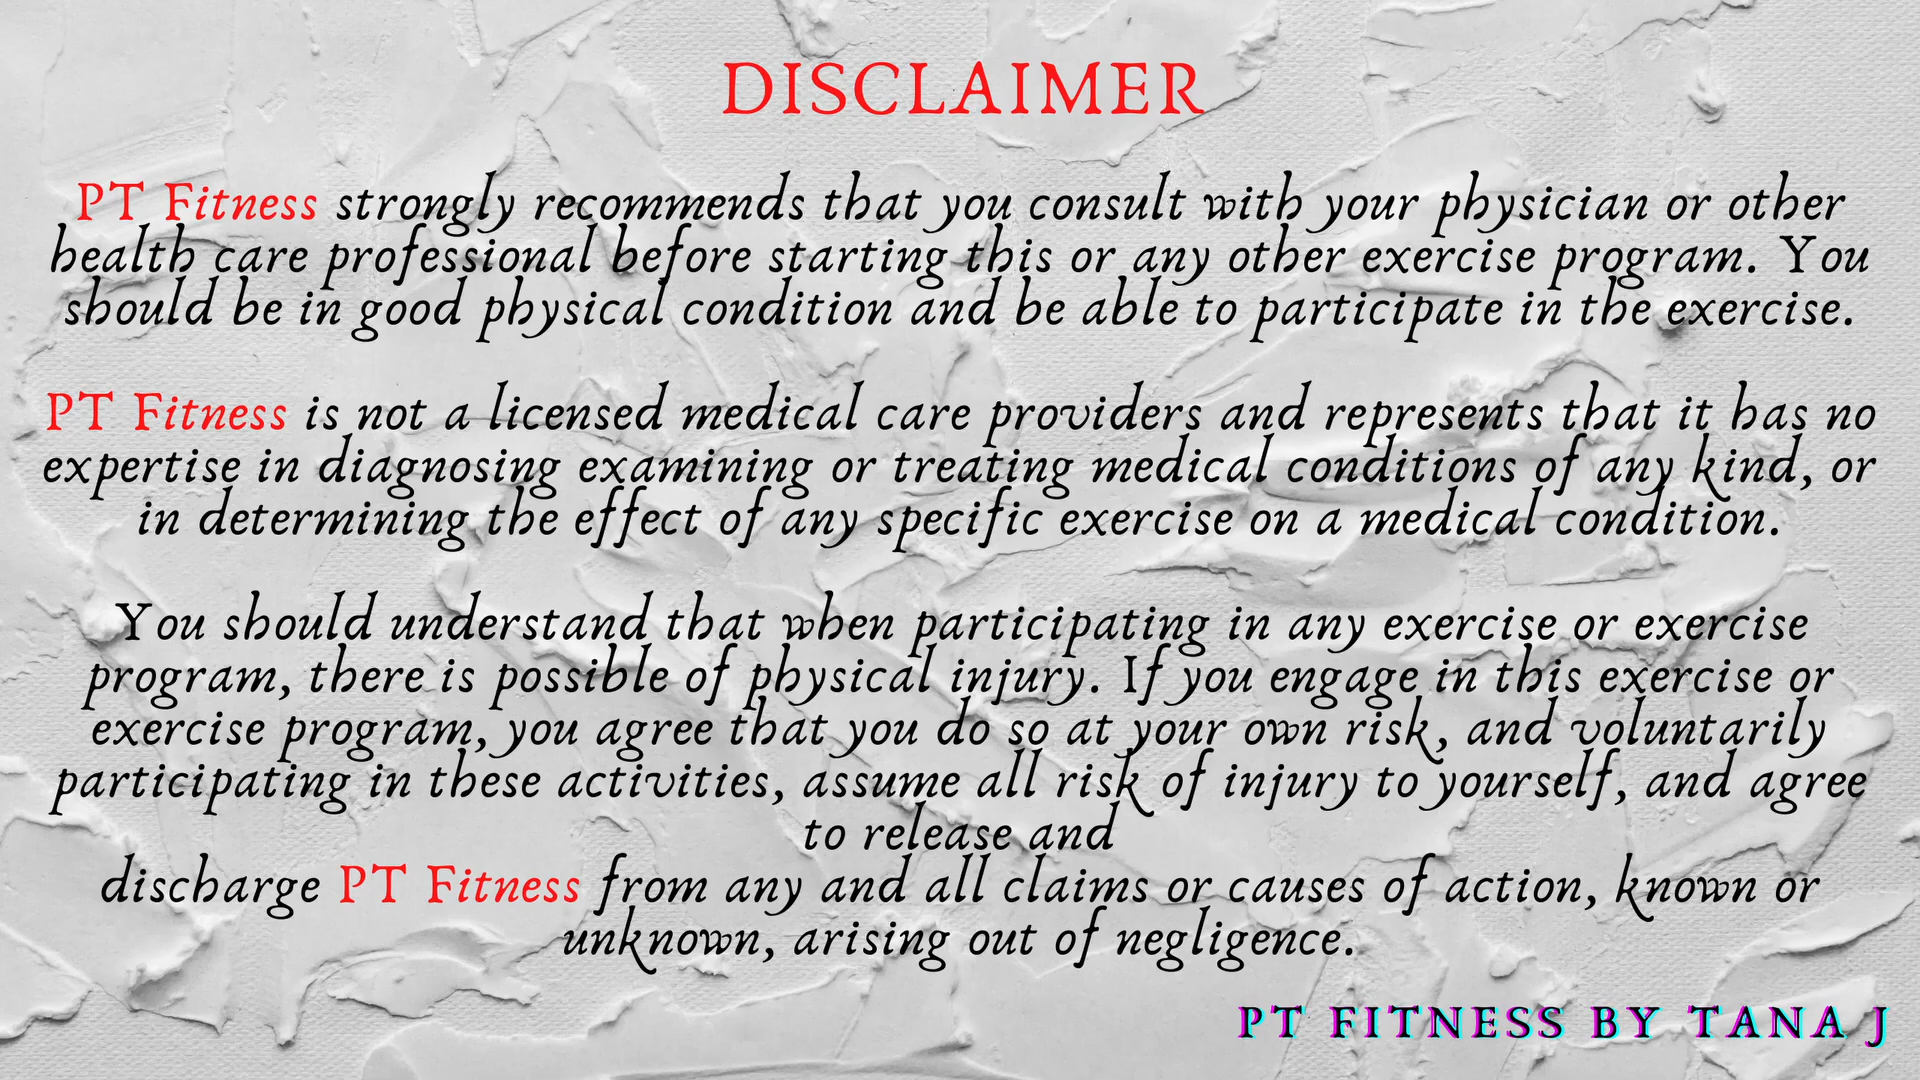 DISCLAIMER
PT Fitness strongly recommends that you consult with your physician or other
health care professional before starting this or any other exercise program. You
should be in good physical condition and be able to participate in the exercise.
PT Fitness is not a licensed medical care providers and represents that it has no
expertise in diagnosing examining or treating medical conditions of any kind, or
in determining the effect of any specific exercise on a medical condition.
You should understand that when participating in any exercise or exercise
program, there is possible of physical injury. If you engage in this exercise or
exercise program, you agree that you do so at your own risk, and voluntarily
participating in these activities, assume all risk of injury to yourself, and agree
to release and
discharge PT Fitness from any and all claims or causes of action, known or
unknown, arising out of negligence.
PT FITNESS BY TANA J